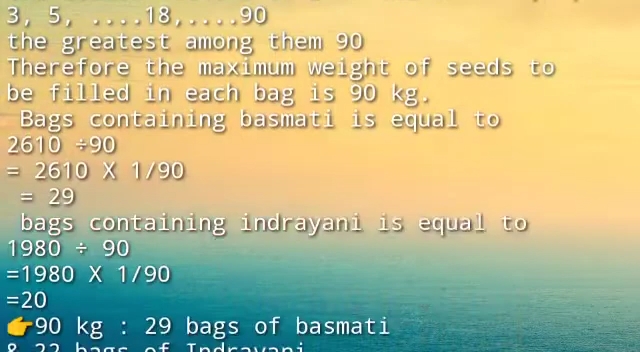 3, 5, ....18,....90
the greatest among them 90
Therefore the maximum weight of seeds to
be filled in each bag is 90 kg.
Bags containing basmati is equal to
2610 ÷90
= 2610 X 1/90
= 29
bags containing indrayani is equal to
1980 ÷ 90
=1980 X 1/90
=20
👉90 kg : 29 bags of basmati
& 22 bags of Indrayani